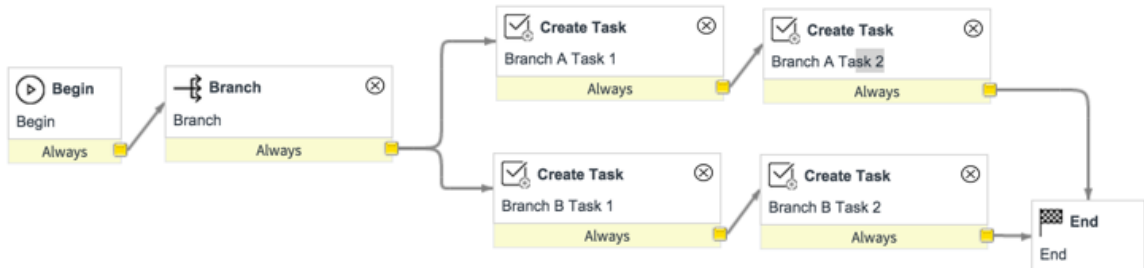 Begin
Begin
Always
Branch
Branch
Always
Create Task
Branch A Task 1
Always
Create Task
Branch A Task 2
Always
Create Task
Branch B Task 1
Always
Create Task
Branch B Task 2
Always
End
End